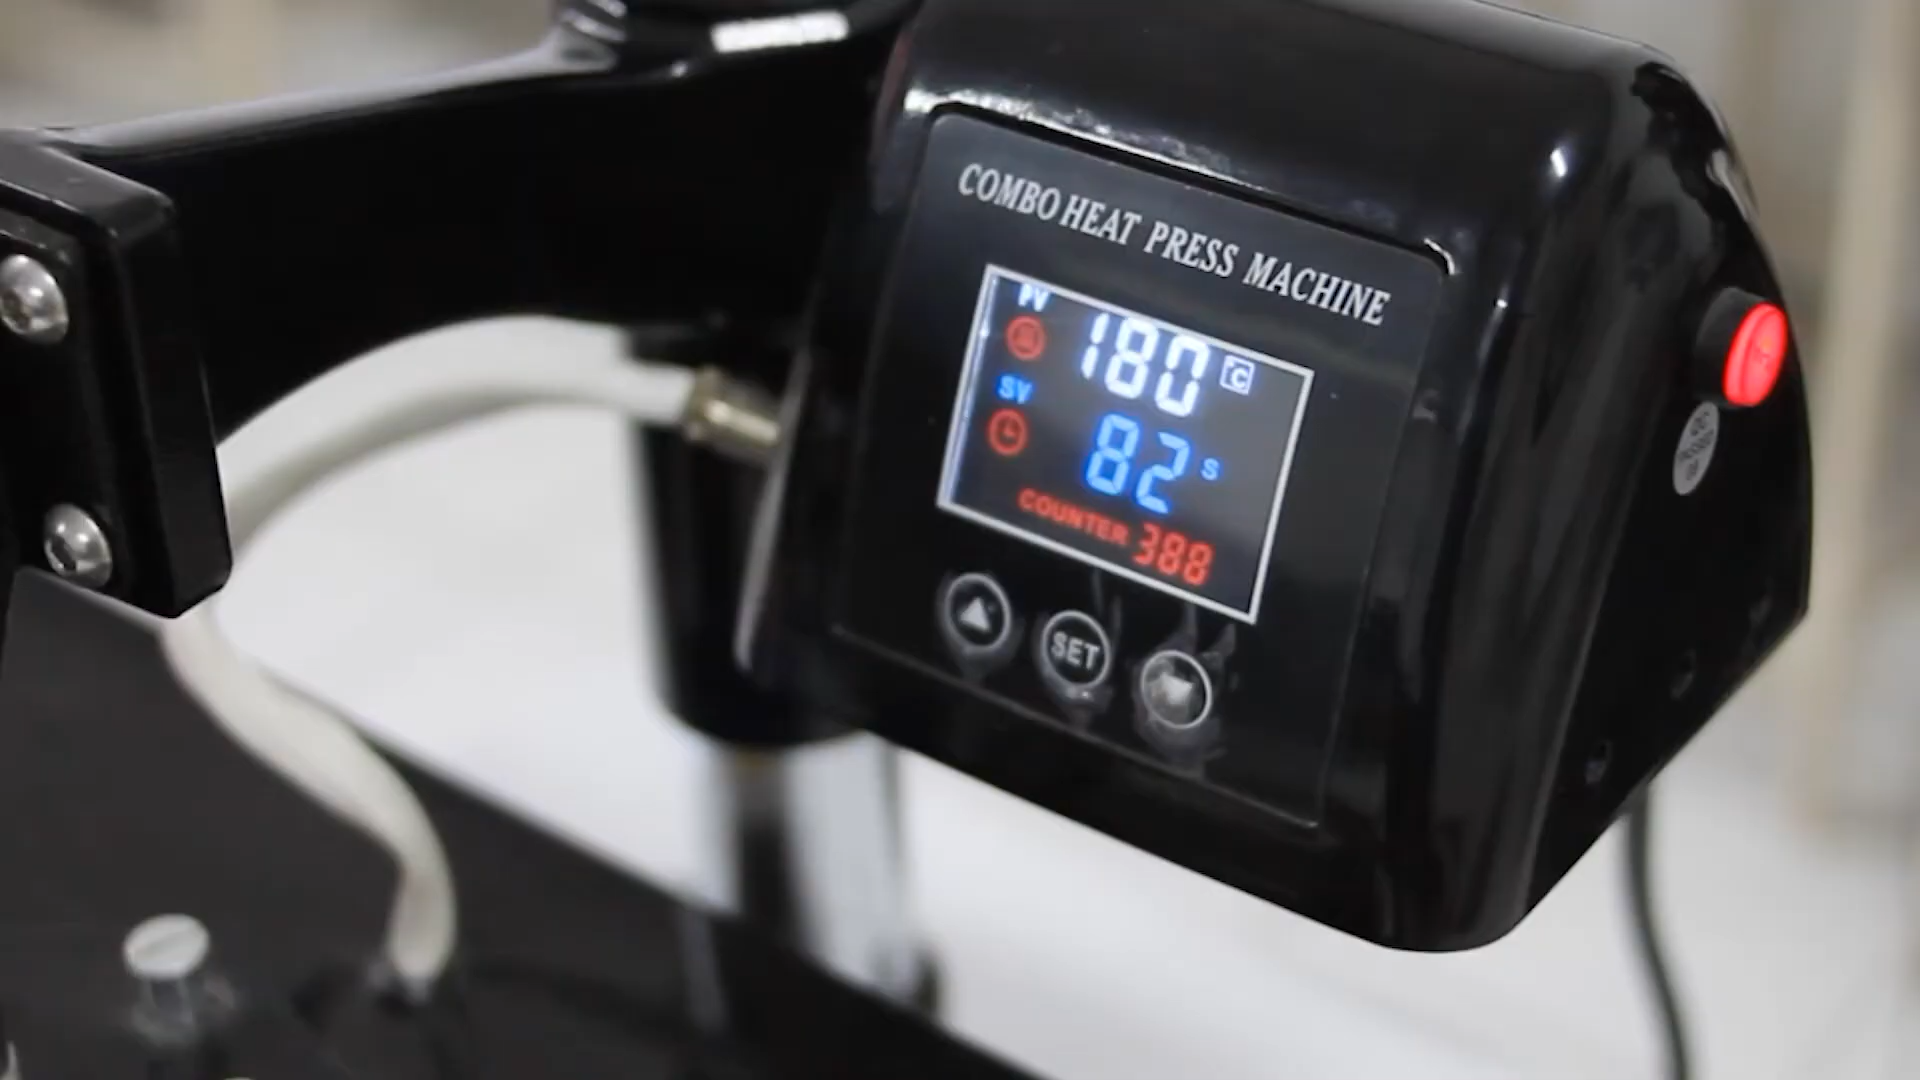 COMBO HEAT PRESS MACHINE
PV 180 °C
SV 82 S
COUNTER 388
SET